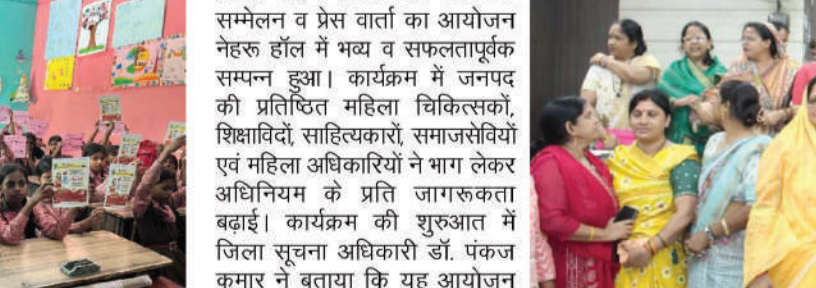 सम्मेलन व प्रेस वार्ता का आयोजन
नेहरू हॉल में भव्य व सफलतापूर्वक
सम्पन्न हुआ। कार्यक्रम में जनपद
की प्रतिष्ठित महिला चिकित्सकों,
शिक्षाविदों, साहित्यकारों, समाजसेवियों
एवं महिला अधिकारियों ने भाग लेकर
अधिनियम के प्रति जागरूकता
बढ़ाई। कार्यक्रम की शुरुआत में
जिला सूचना अधिकारी डॉ. पंकज
कुमार ने बताया कि यह आयोजन